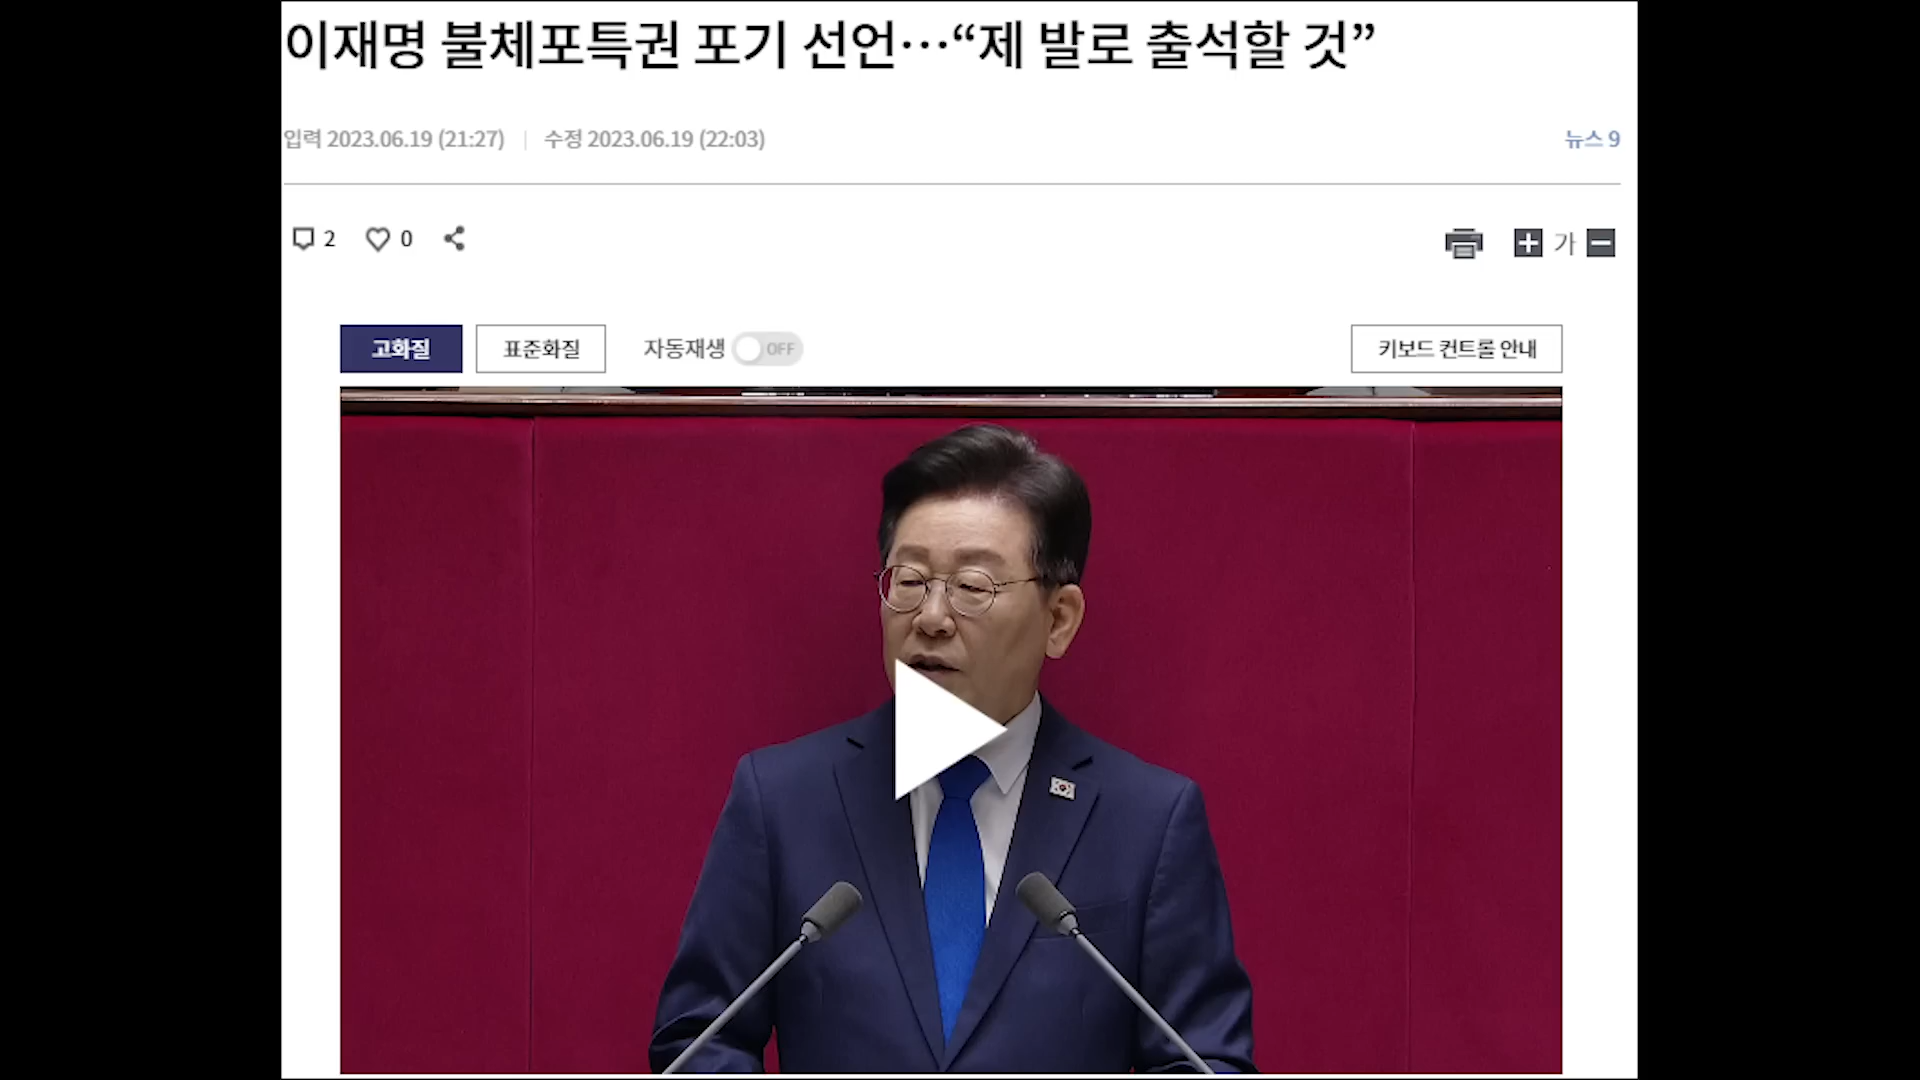 이재명 불체포특권 포기 선언…“제 발로 출석할 것”
입력 2023.06.19 (21:27) | 수정 2023.06.19 (22:03)
뉴스 9
2 0
가
고화질 표준화질 자동재생 OFF 키보드 컨트롤 안내